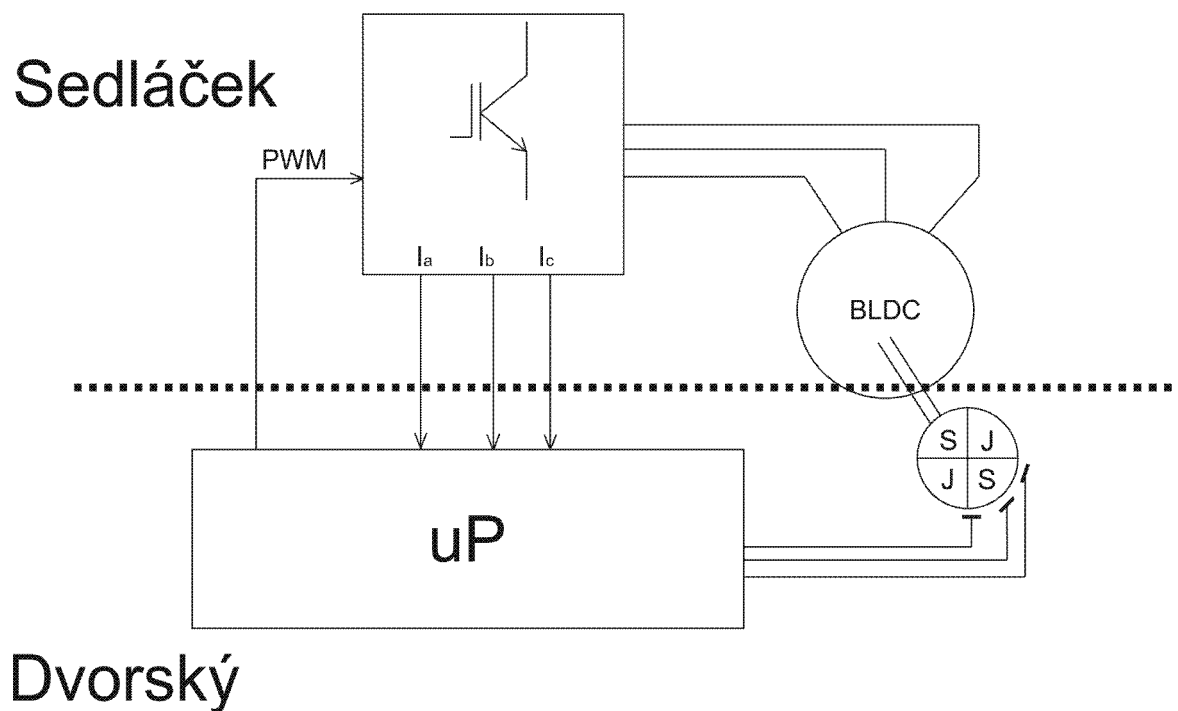 Sedláček
PWM
Ia Ib Ic
BLDC
S J
J S
uP
Dvorský